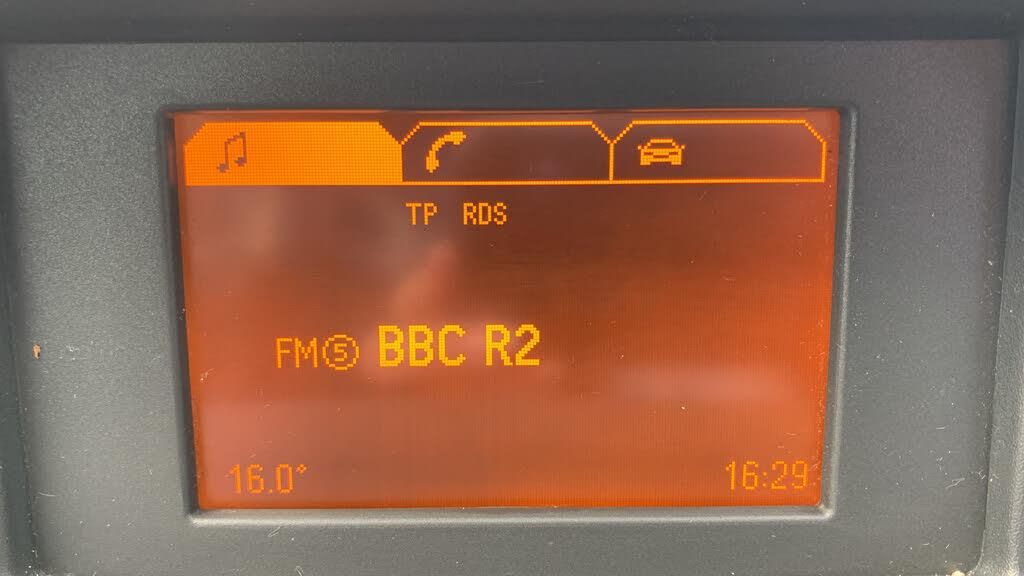 TP RDS
FM⑤ BBC R2
16.0° 16:29